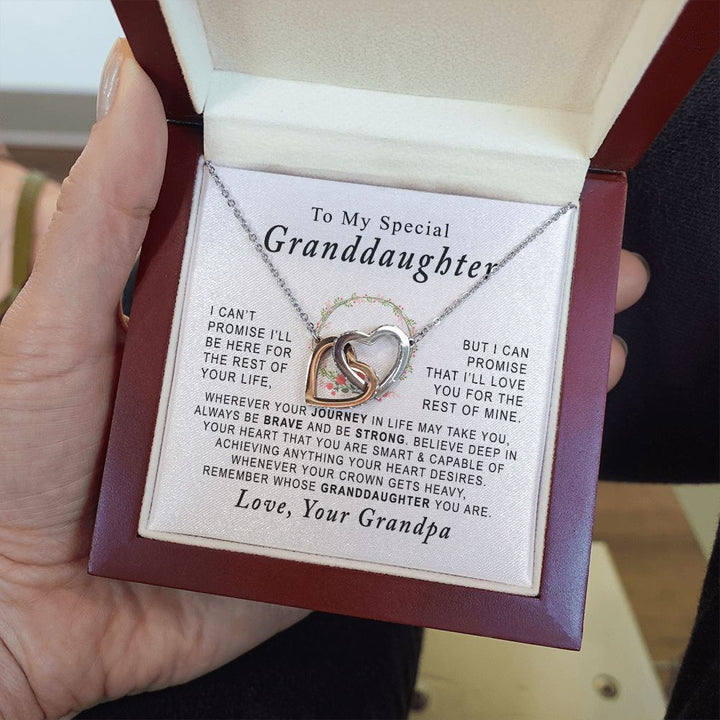 To My Special
Granddaughter
I CAN'T
PROMISE I'LL
BE HERE FOR
THE REST OF
YOUR LIFE,
BUT I CAN
PROMISE
THAT I'LL LOVE
YOU FOR THE
REST OF MINE.
WHEREVER YOUR JOURNEY IN LIFE MAY TAKE YOU,
ALWAYS BE BRAVE AND BE STRONG. BELIEVE DEEP IN
YOUR HEART THAT YOU ARE SMART & CAPABLE OF
ACHIEVING ANYTHING YOUR HEART DESIRES.
WHENEVER YOUR CROWN GETS HEAVY,
REMEMBER WHOSE GRANDDAUGHTER YOU ARE.
Love, Your Grandpa